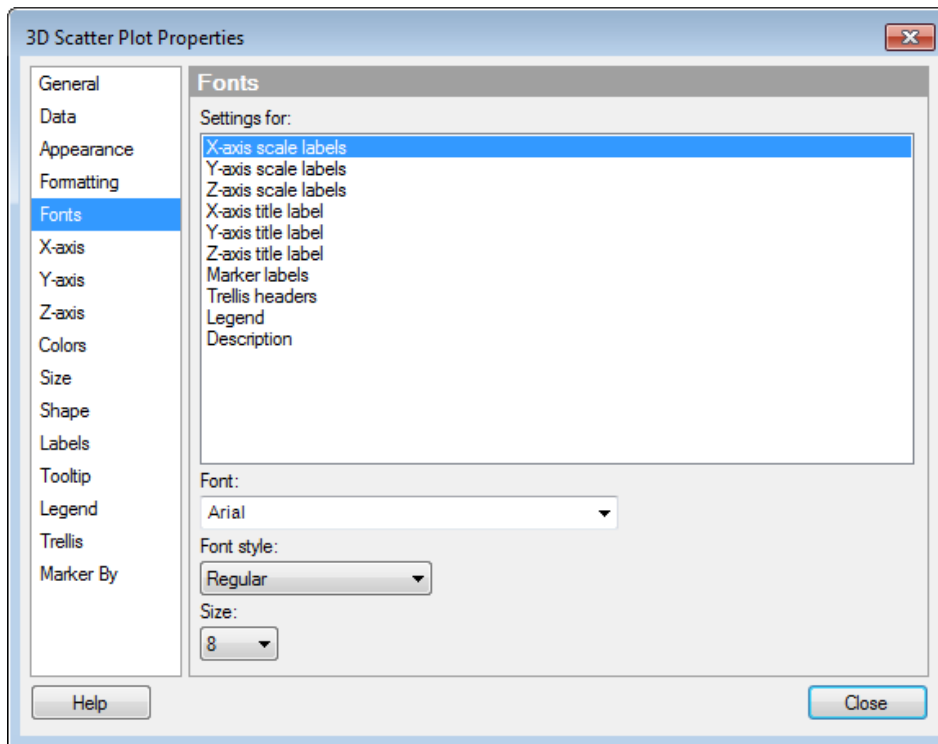 3D Scatter Plot Properties
General
Data
Appearance
Formatting
Fonts
X-axis
Y-axis
Z-axis
Colors
Size
Shape
Labels
Tooltip
Legend
Trellis
Marker By
Fonts
Settings for:
X-axis scale labels
Y-axis scale labels
Z-axis scale labels
X-axis title label
Y-axis title label
Z-axis title label
Marker labels
Trellis headers
Legend
Description
Font:
Arial
Font style:
Regular
Size:
8
Help
Close